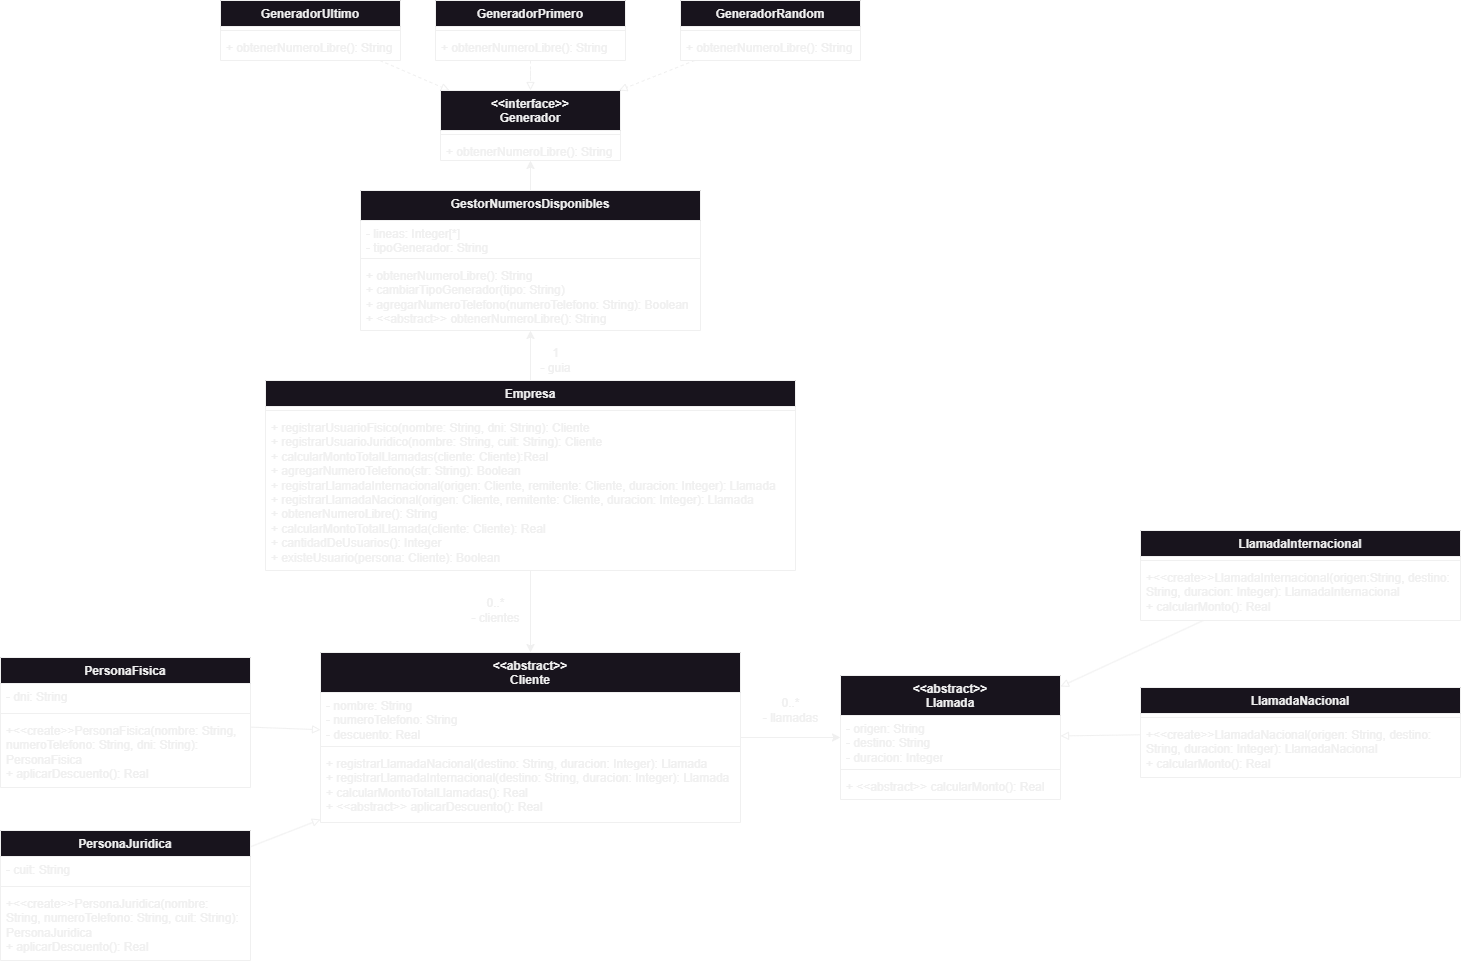 GeneradorUltimo
+ obtenerNumeroLibre(): String
GeneradorPrimero
+ obtenerNumeroLibre(): String
GeneradorRandom
+ obtenerNumeroLibre(): String
<<interface>>
Generador
+ obtenerNumeroLibre(): String
GestorNumerosDisponibles
- lineas: Integer[*]
- tipoGenerador: String
+ obtenerNumeroLibre(): String
+ cambiarTipoGenerador(tipo: String)
+ agregarNumeroTelefono(numeroTelefono: String): Boolean
+ <<abstract>> obtenerNumeroLibre(): String
1
- guia
Empresa
+ registrarUsuarioFisico(nombre: String, dni: String): Cliente
+ registrarUsuarioJuridico(nombre: String, cuit: String): Cliente
+ calcularMontoTotalLlamadas(cliente: Cliente):Real
+ agregarNumeroTelefono(str: String): Boolean
+ registrarLlamadaInternacional(origen: Cliente, remitente: Cliente, duracion: Integer): Llamada
+ registrarLlamadaNacional(origen: Cliente, remitente: Cliente, duracion: Integer): Llamada
+ obtenerNumeroLibre(): String
+ calcularMontoTotalLlamada(cliente: Cliente): Real
+ cantidadDeUsuarios(): Integer
+ existeUsuario(persona: Cliente): Boolean
0..*
- clientes
LlamadaInternacional
+<<create>>LlamadaInternacional(origen:String, destino:
String, duracion: Integer): LlamadaInternacional
+ calcularMonto(): Real
PersonaFisica
- dni: String
+<<create>>PersonaFisica(nombre: String,
numeroTelefono: String, dni: String):
PersonaFisica
+ aplicarDescuento(): Real
<<abstract>>
Cliente
- nombre: String
- numeroTelefono: String
- descuento: Real
+ registrarLlamadaNacional(destino: String, duracion: Integer): Llamada
+ registrarLlamadaInternacional(destino: String, duracion: Integer): Llamada
+ calcularMontoTotalLlamadas(): Real
+ <<abstract>> aplicarDescuento(): Real
0..*
- llamadas
<<abstract>>
Llamada
- origen: String
- destino: String
- duracion: Integer
+ <<abstract>> calcularMonto(): Real
LlamadaNacional
+<<create>>LlamadaNacional(origen: String, destino:
String, duracion: Integer): LlamadaNacional
+ calcularMonto(): Real
PersonaJuridica
- cuit: String
+<<create>>PersonaJuridica(nombre:
String, numeroTelefono: String, cuit: String):
PersonaJuridica
+ aplicarDescuento(): Real